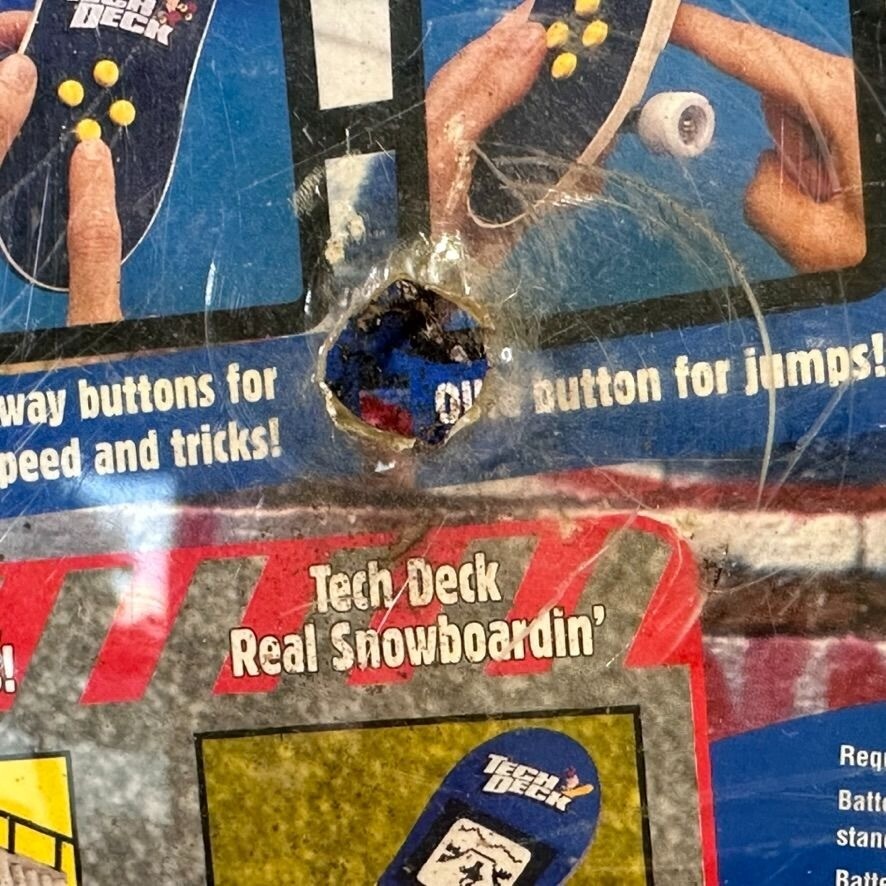 TECH
DECK
way buttons for
peed and tricks!
button for jumps!
!
Tech Deck
Real Snowboardin'
TECH
DECK
Requ
Batte
stan
Batte